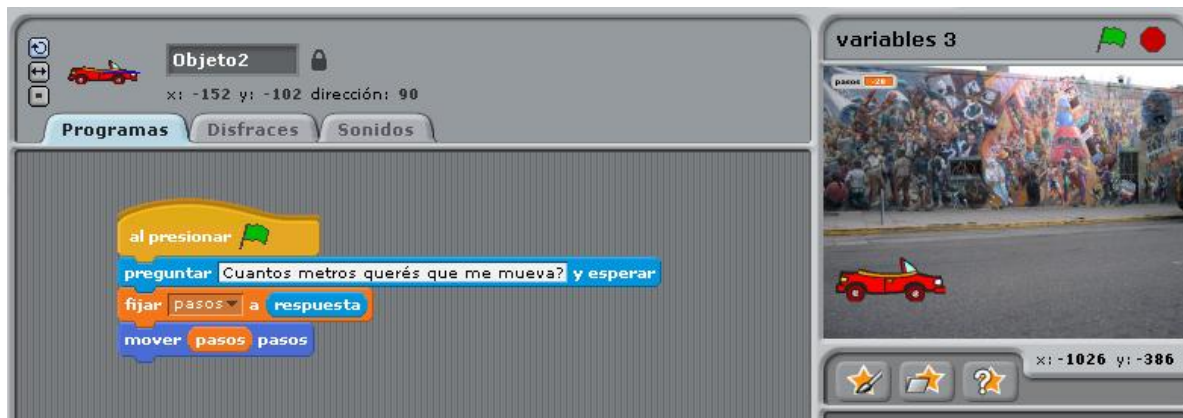 Objeto2
x: -152 y: -102 dirección: 90
Programas Disfraces Sonidos
al presionar
preguntar Cuantos metros querés que me mueva? y esperar
fijar pasos a respuesta
mover pasos pasos
variables 3
pasos
x: -1026 y: -386